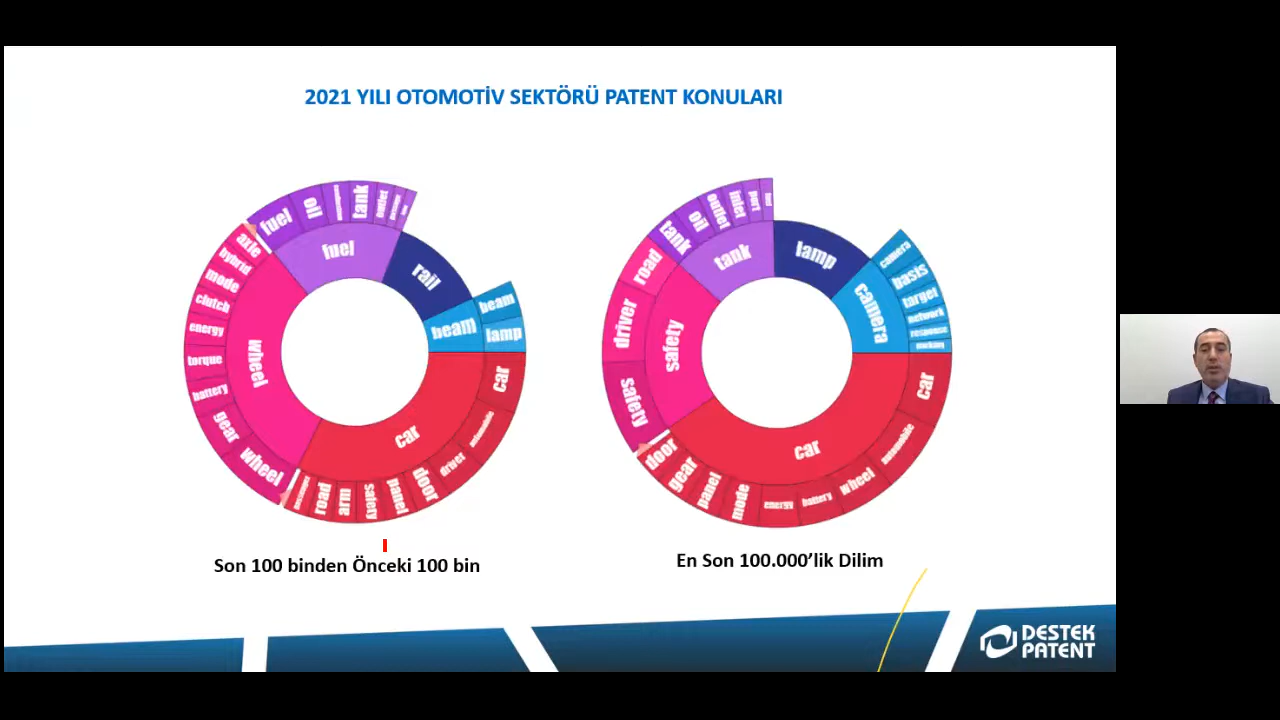 2021 YILI OTOMOTİV SEKTÖRÜ PATENT KONULARI
fuel
oil
tank
outlet
fuel
rail
beam
beam
lamp
axle
hybrid
mode
clutch
energy
torque
battery
gear
wheel
wheel
car
car
automobile
driver
door
panel
safety
arm
road
Son 100 binden Önceki 100 bin
tank
oil
outlet
inlet
port
tank
lamp
camera
camera
basis
target
network
response
road
driver
safety
safety
car
car
automobile
wheel
battery
energy
mode
panel
gear
door
En Son 100.000’lik Dilim
DESTEK
PATENT